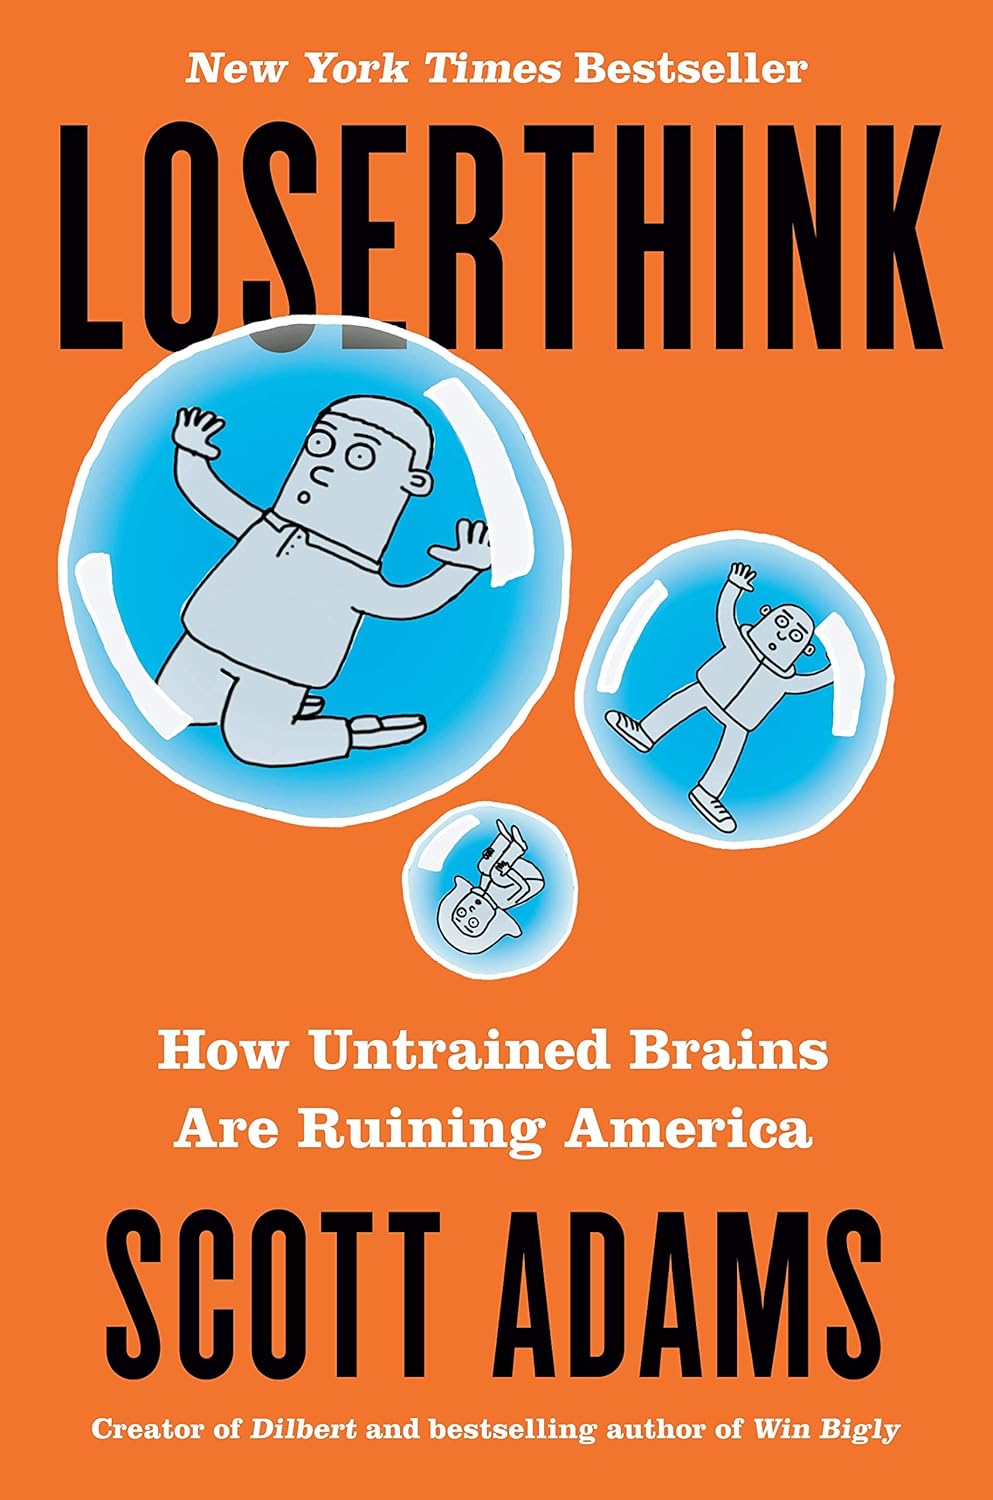 New York Times Bestseller
LOSERTHINK
How Untrained Brains
Are Ruining America
SCOTT ADAMS
Creator of Dilbert and bestselling author of Win Bigly